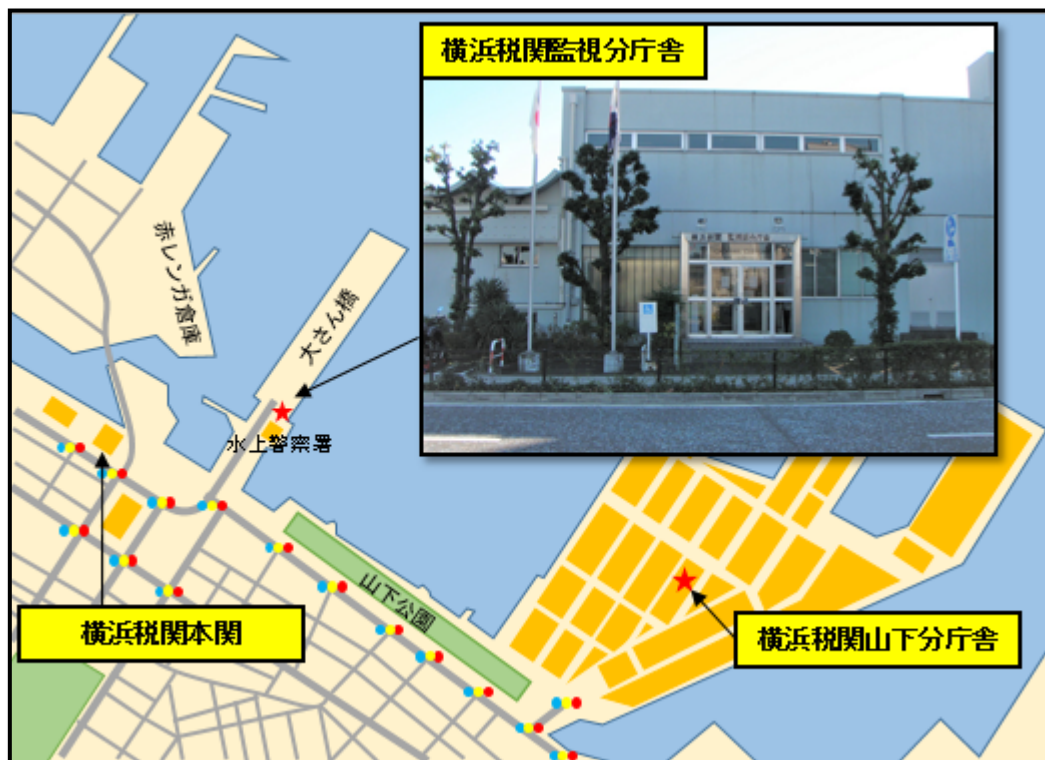 横浜税関監視分庁舎
赤レンガ倉庫
大さん橋
水上警察署
山下公園
横浜税関本関
横浜税関山下分庁舎